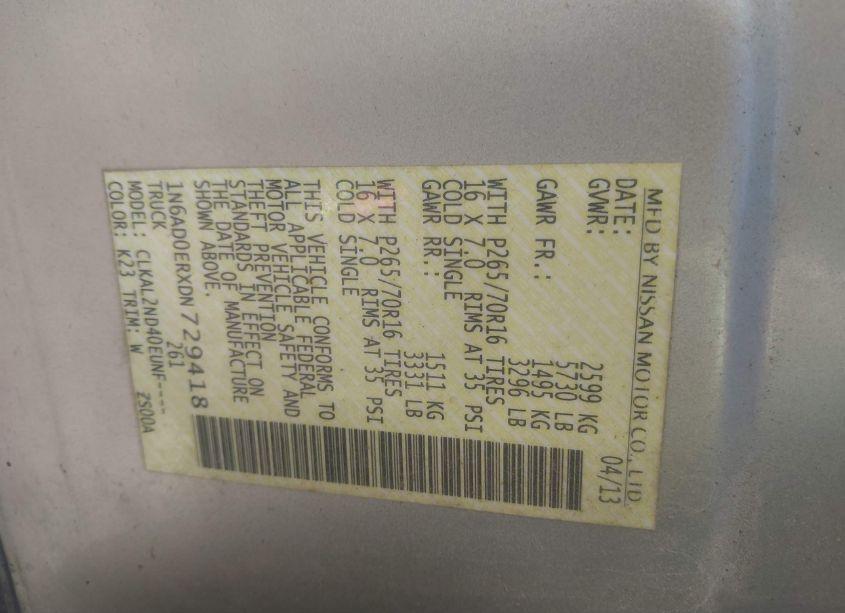 MFD BY NISSAN MOTOR CO., LTD.
DATE: 04/13
GVWR: 2599 KG
5730 LB
GAWR FR.: 1495 KG
3296 LB
WITH P265/70R16 TIRES
16 X 7.0 RIMS AT 35 PSI
COLD SINGLE
GAWR RR.: 1511 KG
3331 LB
WITH P265/70R16 TIRES
16 X 7.0 RIMS AT 35 PSI
COLD SINGLE
THIS VEHICLE CONFORMS TO
ALL APPLICABLE FEDERAL
MOTOR VEHICLE SAFETY AND
THEFT PREVENTION
STANDARDS IN EFFECT ON
THE DATE OF MANUFACTURE
SHOWN ABOVE.
1N6AD0ERXDN729418
TRUCK 261
MODEL: CLKAL2ND40EUNF----
COLOR: K23 TRIM: W ZS00A